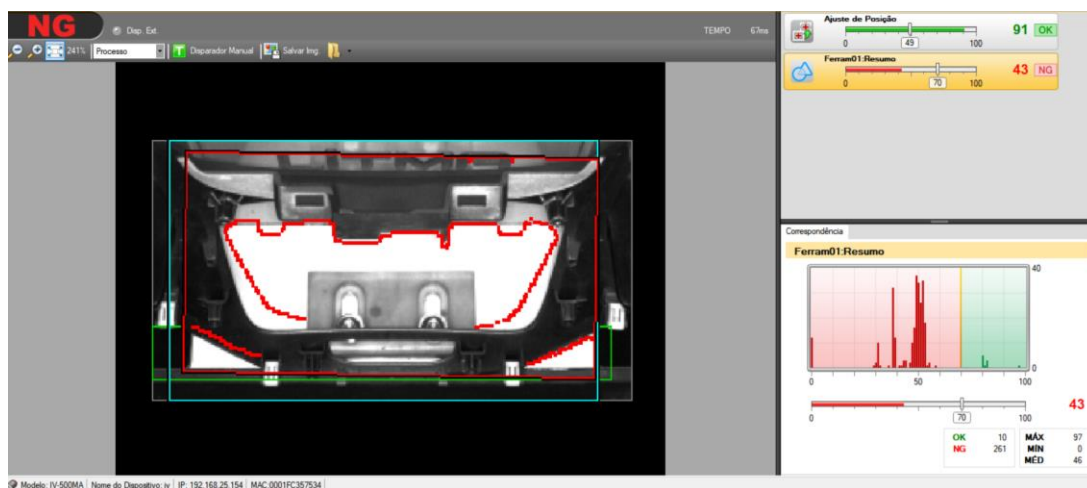 NG
Disp. Ext.
TEMPO 67ms
241% Processo Disparador Manual Salvar Img.
Ajuste de Posição
91 OK
0 49 100
Ferram01:Resumo
43 NG
0 70 100
Correspondência
Ferram01:Resumo
40
0
0 50 100
43
0 70 100
OK 10 MÁX 97
NG 261 MÍN 0
MÉD 46
Modelo: IV-500MA Nome do Dispositivo: iv IP: 192.168.25.154 MAC:0001FC357534